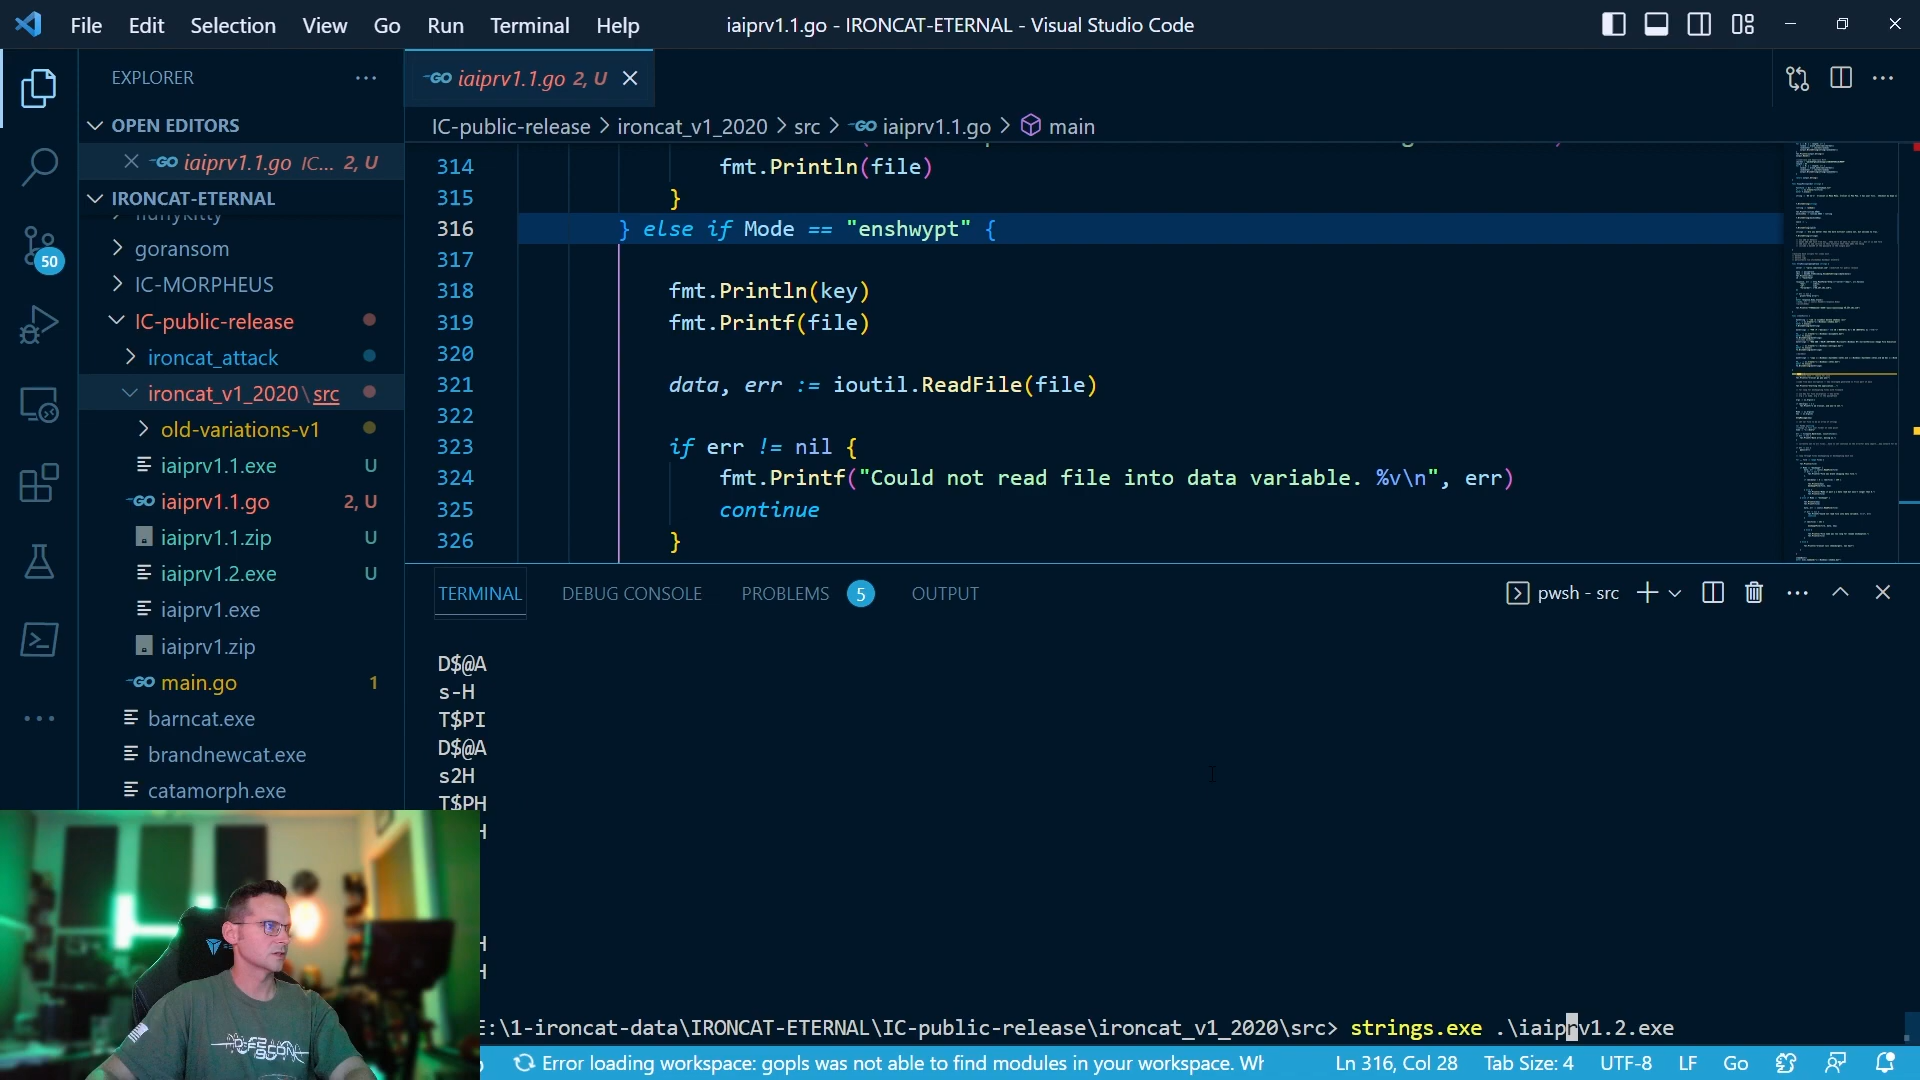 File Edit Selection View Go Run Terminal Help
iaiprv1.1.go - IRONCAT-ETERNAL - Visual Studio Code
EXPLORER
OPEN EDITORS
iaiprv1.1.go IC... 2, U
IRONCAT-ETERNAL
fluffykitty
goransom
IC-MORPHEUS
IC-public-release
ironcat_attack
ironcat_v1_2020\src
old-variations-v1
iaiprv1.1.exe U
iaiprv1.1.go 2, U
iaiprv1.1.zip U
iaiprv1.2.exe U
iaiprv1.exe
iaiprv1.zip
main.go 1
barncat.exe
brandnewcat.exe
catamorph.exe
50
iaiprv1.1.go 2, U
IC-public-release > ironcat_v1_2020 > src > iaiprv1.1.go > main
314 fmt.Println(file)
315 }
316 } else if Mode == "enshwypt" {
317
318 fmt.Println(key)
319 fmt.Printf(file)
320
321 data, err := ioutil.ReadFile(file)
322
323 if err != nil {
324 fmt.Printf("Could not read file into data variable. %v\n", err)
325 continue
326 }
TERMINAL DEBUG CONSOLE PROBLEMS 5 OUTPUT
pwsh - src
D$@A
s-H
T$PI
D$@A
s2H
T$PH
H
H
H
E:\1-ironcat-data\IRONCAT-ETERNAL\IC-public-release\ironcat_v1_2020\src> strings.exe .\iaiprv1.2.exe
Error loading workspace: gopls was not able to find modules in your workspace. Wh
Ln 316, Col 28 Tab Size: 4 UTF-8 LF Go